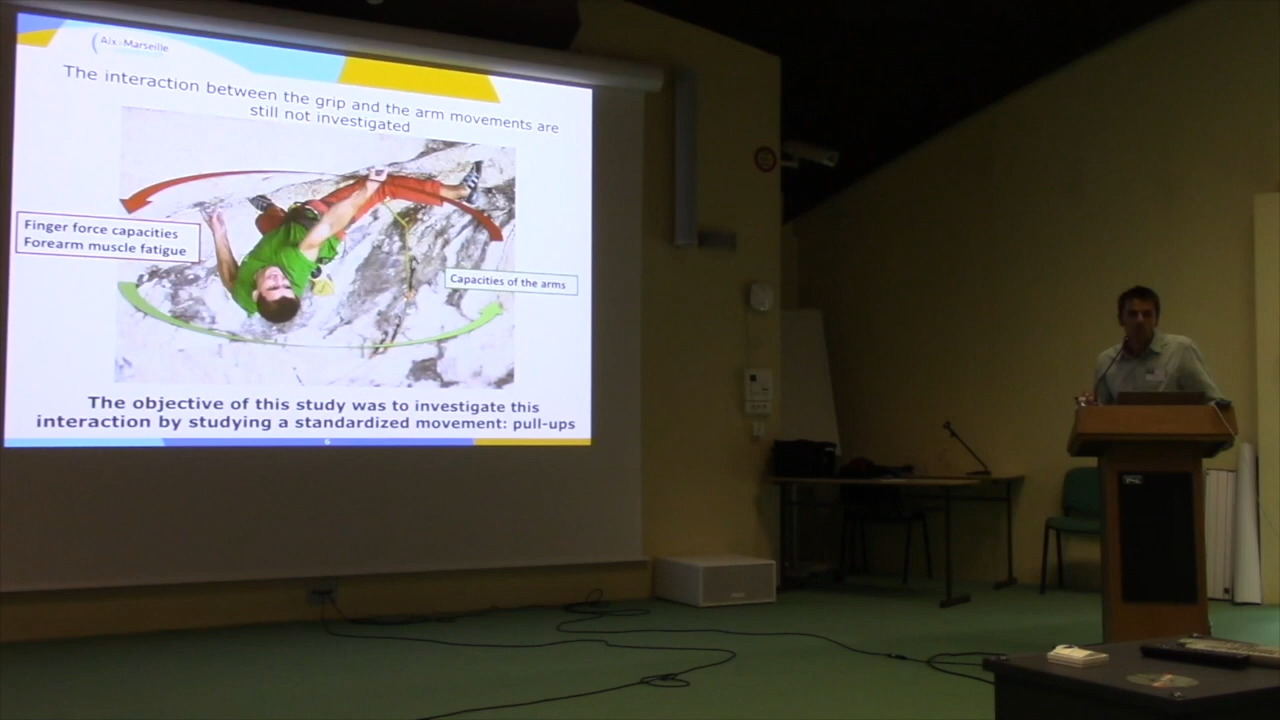 (Aix•Marseille
The interaction between the grip and the arm movements are
still not investigated
Finger force capacities
Forearm muscle fatigue
Capacities of the arms
The objective of this study was to investigate this
interaction by studying a standardized movement: pull-ups
6